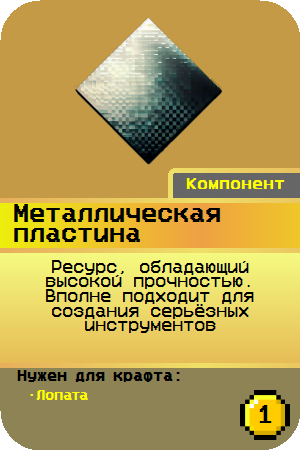 Компонент
Металлическая
пластина
Ресурс, обладающий
высокой прочностью.
Вполне подходит для
создания серьёзных
инструментов
Нужен для крафта:
·Лопата
1